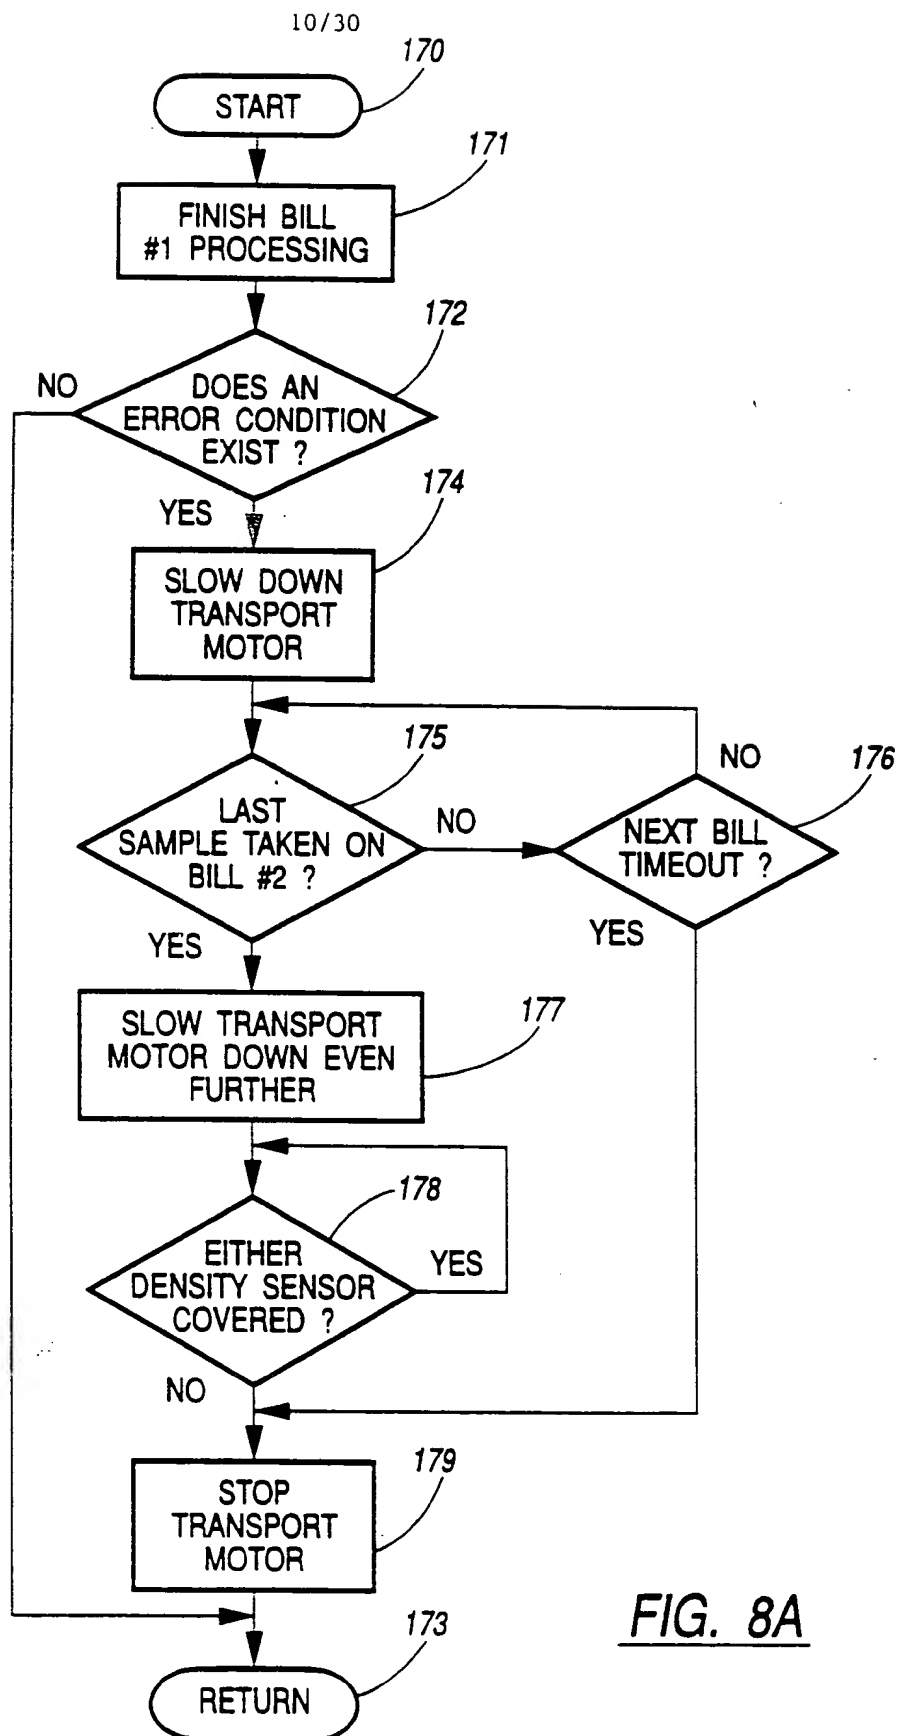 10/30
170
START
171
FINISH BILL
#1 PROCESSING
172
NO
DOES AN
ERROR CONDITION
EXIST ?
YES
174
SLOW DOWN
TRANSPORT
MOTOR
175
NO
176
LAST
SAMPLE TAKEN ON
BILL #2 ?
NO
NEXT BILL
TIMEOUT ?
YES
YES
177
SLOW TRANSPORT
MOTOR DOWN EVEN
FURTHER
178
EITHER
DENSITY SENSOR
COVERED ?
YES
NO
179
STOP
TRANSPORT
MOTOR
FIG. 8A
173
RETURN